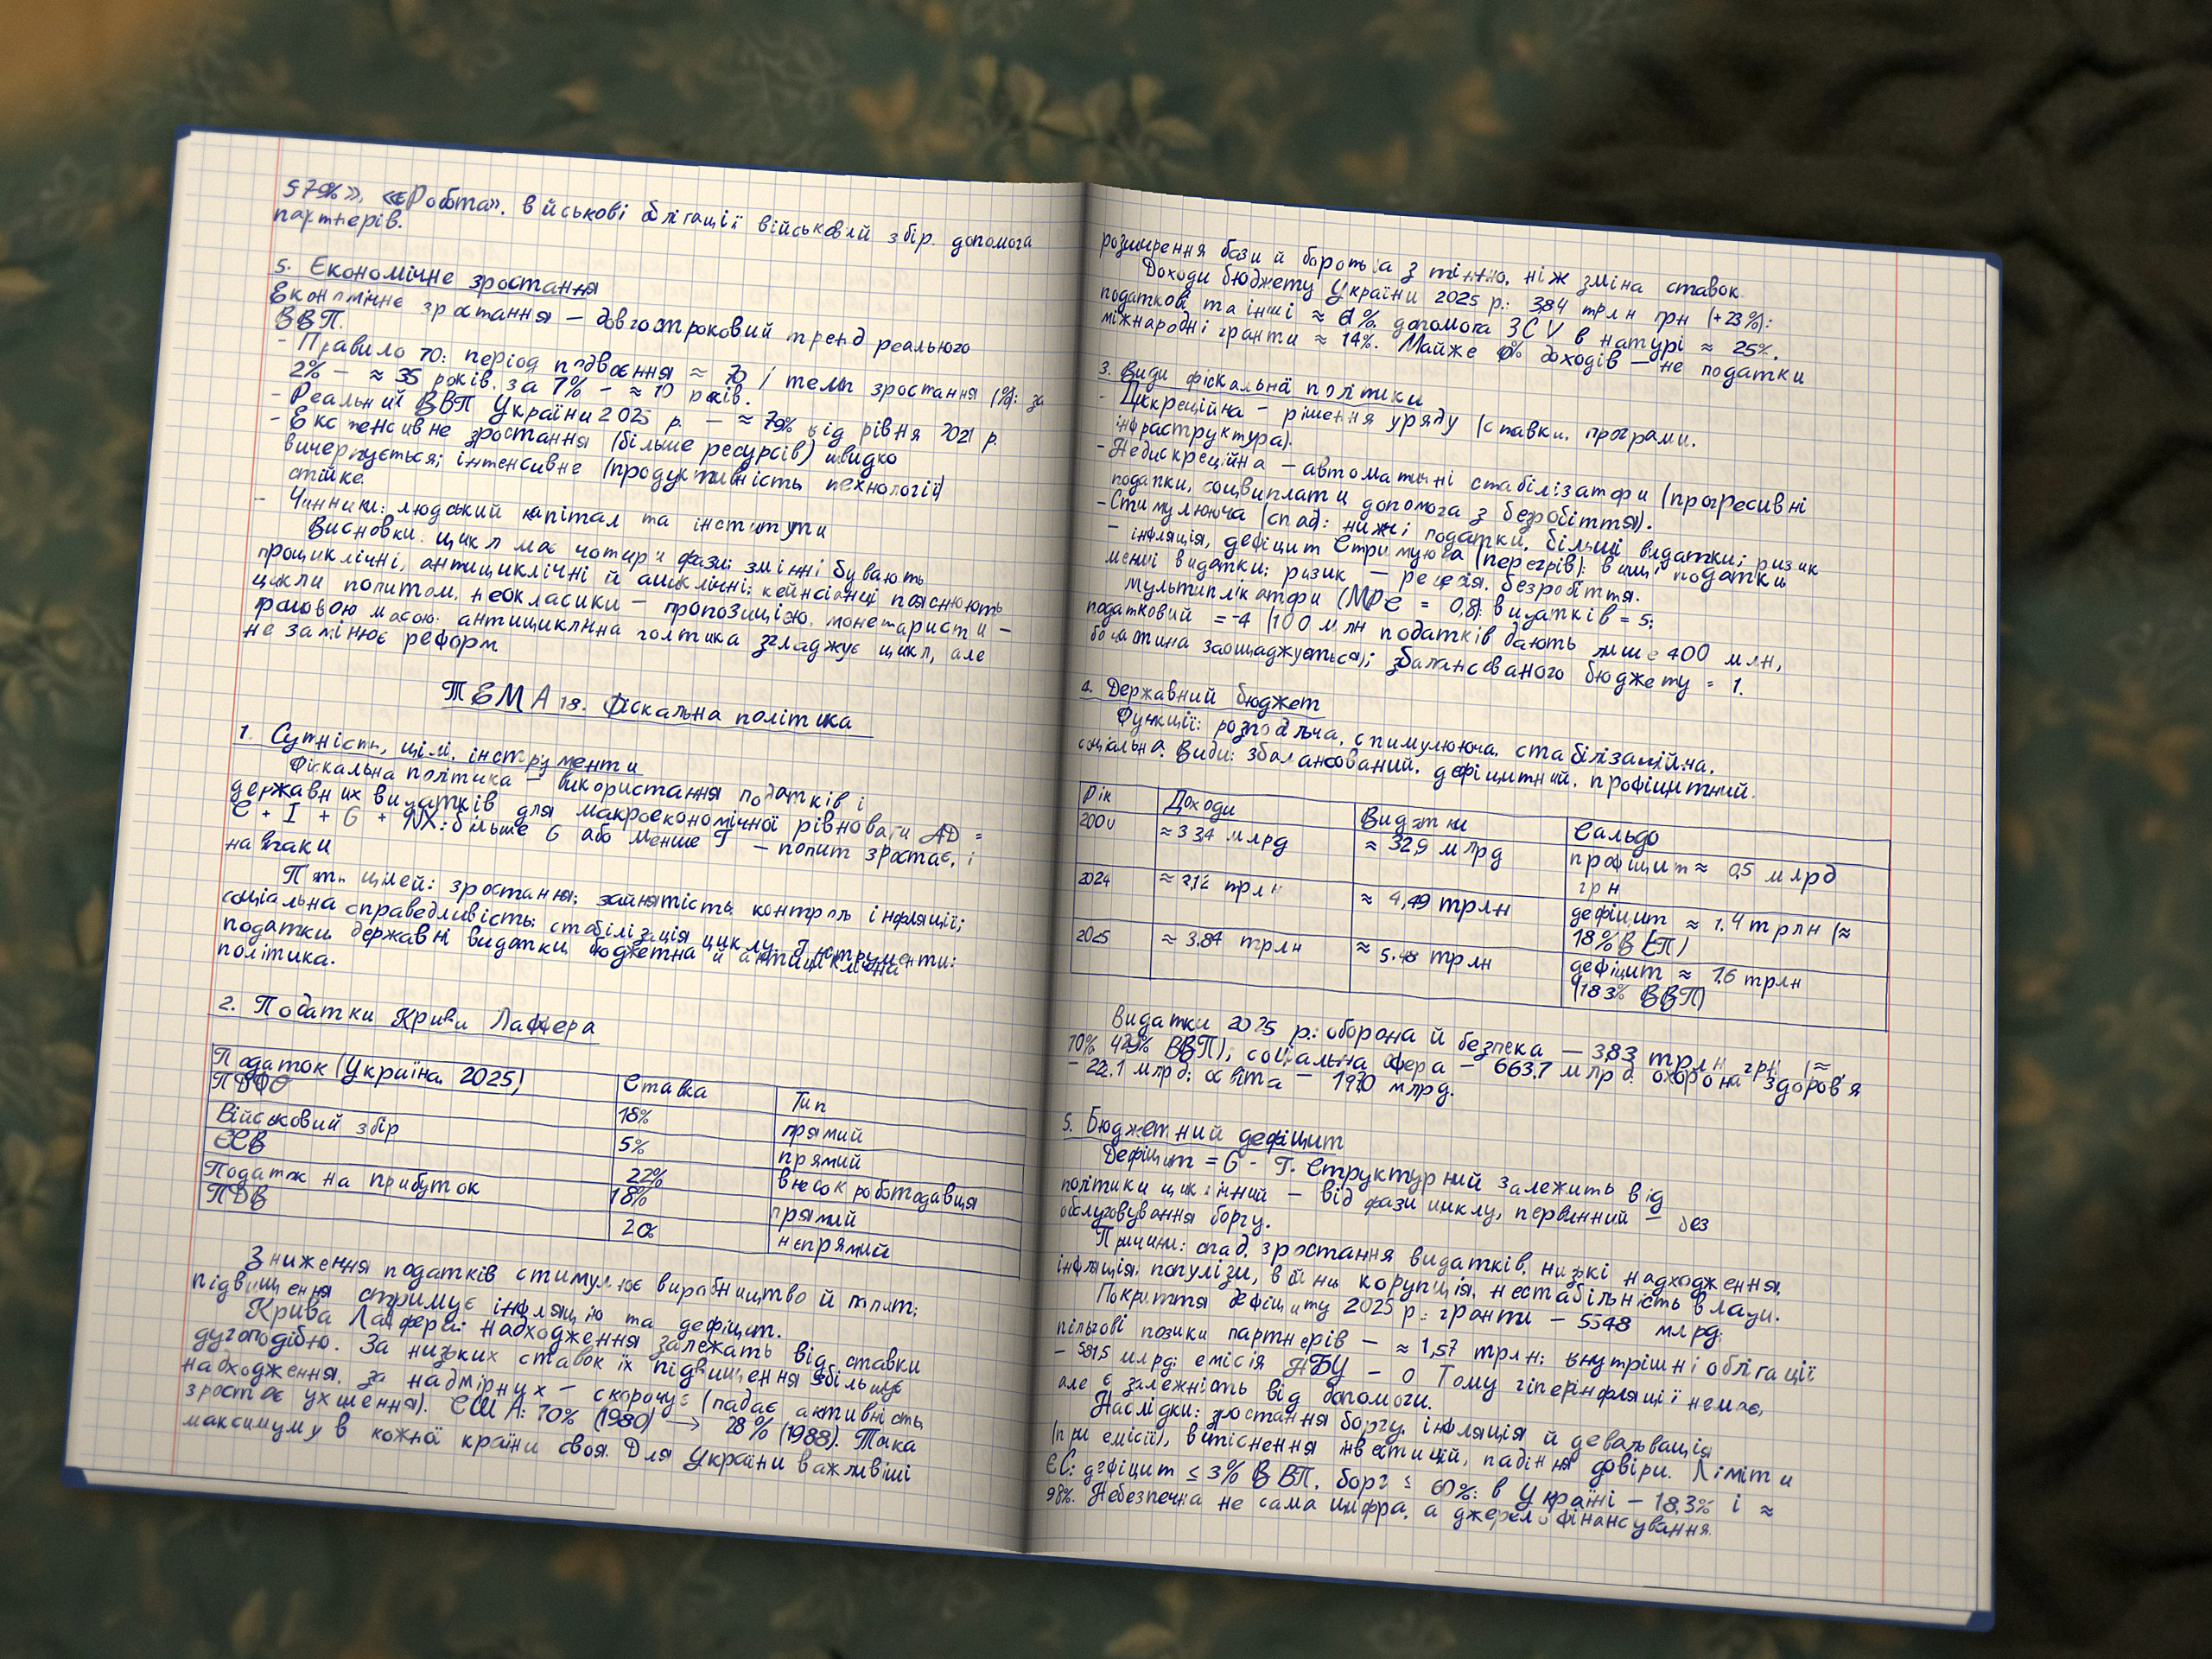 579%», «єРобота», військові облігації військовий збір. допомога
партнерів.
5. Економічне зростання
Економічне зростання — довгостроковий тренд реального
ВВП.
- Правило 70: період подвоєння ≈ 70 / темп зростання (%): за
2% — ≈ 35 років, за 7% — ≈ 10 років.
- Реальний ВВП України 2025 р. — ≈ 79% від рівня 2021 р.
- Екстенсивне зростання (більше ресурсів) швидко
вичерпується; інтенсивне (продуктивність технології)
стійке.
- Чинники: людський капітал та інститути
Висновки: цикл має чотири фази; змінні бувають
проциклічні, антициклічні й ациклічні; кейнсіанці пояснюють
цикли попитом, неокласики — пропозицією, монетаристи —
грошовою масою. антициклічна політика згладжує цикл, але
не замінює реформ
ТЕМА 18. Фіскальна політика
1. Сутність, цілі, інструменти
Фіскальна політика — використання податків і
державних видатків для макроекономічної рівноваги AD =
C + I + G + NX: більше G або менше T — попит зростає, і
навпаки
П'ять цілей: зростання; зайнятість контроль інфляції;
соціальна справедливість; стабілізація циклу. Інструменти:
податки державні видатки, бюджетна й антициклічна
політика.
2. Податки Крива Лаффера
Податок (Україна, 2025) Ставка Тип
ПДФО 18% прямий
Військовий збір 5% прямий
ЄСВ 22% внесок роботодавця
Податок на прибуток 18% прямий
ПДВ 20% непрямий
Зниження податків стимулює виробництво й попит;
підвищення стримує інфляцію та дефіцит.
Крива Лаффера: надходження залежать від ставки
дугоподібно. За низьких ставок їх підвищення збільшує
надходження, за надмірних — скорочує (падає активність,
зростає ухилення). США: 70% (1980) → 28% (1988). Точка
максимуму в кожної країни своя. Для України важливіші
розширення бази й боротьба з тінню, ніж зміна ставок.
Доходи бюджету України 2025 р.: 3,84 трлн грн (+23%):
податкові та інші ≈ 61%, допомога ЗСУ в натурі ≈ 25%,
міжнародні гранти ≈ 14%. Майже 40% доходів — не податки
3. Види фіскальної політики
- Дискреційна — рішення уряду (ставки, програми,
інфраструктура).
- Недискреційна — автоматичні стабілізатори (прогресивні
податки, соцвиплати допомога з безробіття).
- Стимулююча (спад: нижчі податки, більші видатки; ризик
— інфляція, дефіцит Стримуюча (перегрів): вищі податки
менші видатки; ризик — рецесія, безробіття.
Мультиплікатори (MPC = 0,8): видатків = 5;
податковий = -4 (100 млн податків дають лише 400 млн,
бо частина заощаджується); збалансованого бюджету = 1.
4. Державний бюджет
Функції: розподільча, стимулююча, стабілізаційна,
соціальна. Види: збалансований, дефіцитний, профіцитний.
Рік Доходи Видатки Сальдо
2000 ≈ 33,4 млрд ≈ 32,9 млрд профіцит ≈ 0,5 млрд
грн
2024 ≈ 3,12 трлн ≈ 4,49 трлн дефіцит ≈ 1,4 трлн (≈
18% ВВП)
2025 ≈ 3,84 трлн ≈ 5,48 трлн дефіцит ≈ 1,6 трлн
(18,3% ВВП)
Видатки 2025 р.: оборона й безпека — 3,83 трлн грн (≈
70% 42,9% ВВП); соціальна сфера — 663,7 млрд; охорона здоров'я
— 221,1 млрд; освіта — 197,0 млрд.
5. Бюджетний дефіцит
Дефіцит = G - T. Структурний залежить від
політики циклічний — від фази циклу, первинний — без
обслуговування боргу.
Причини: спад, зростання видатків, низькі надходження,
інфляція, популізм, війни, корупція, нестабільність влади.
Покриття дефіциту 2025 р.: гранти — 554,8 млрд;
пільгові позики партнерів — ≈ 1,57 трлн; внутрішні облігації
— 581,5 млрд; емісія НБУ — 0 Тому гіперінфляції немає,
але є залежність від допомоги.
Наслідки: зростання боргу, інфляція й девальвація
(при емісії), витіснення інвестицій, падіння довіри. Ліміти
ЄС: дефіцит ≤ 3% ВВП, борг ≤ 60%: в Україні — 18,3% і ≈
98%. Небезпечна не сама цифра, а джерело фінансування.